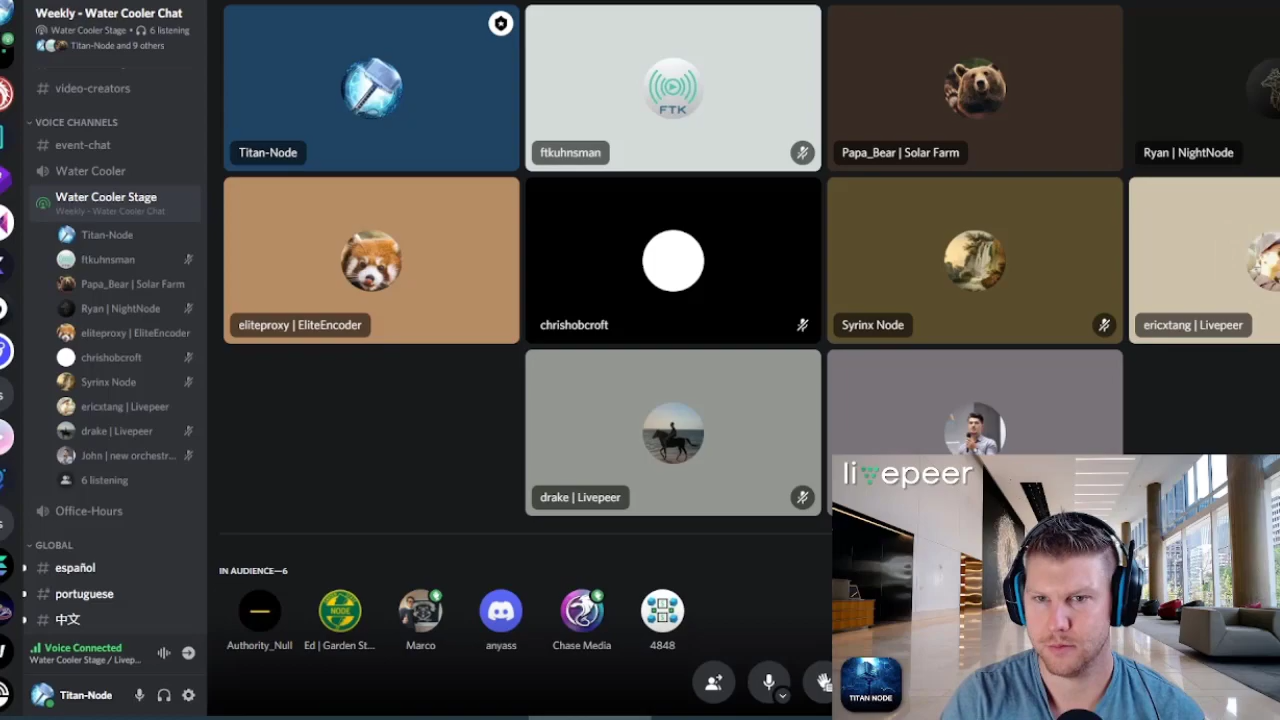 Weekly - Water Cooler Chat
Water Cooler Stage • 6 listening
Titan-Node and 9 others
video-creators
VOICE CHANNELS
event-chat
Water Cooler
Water Cooler Stage
Weekly - Water Cooler Chat
Titan-Node
ftkuhnsman
Papa_Bear | Solar Farm
Ryan | NightNode
eliteproxy | EliteEncoder
chrishobcroft
Syrinx Node
ericxtang | Livepeer
drake | Livepeer
John | new orchestr...
6 listening
Office-Hours
GLOBAL
español
portuguese
中文
Voice Connected
Water Cooler Stage / Livep...
Titan-Node
Titan-Node
FTK
ftkuhnsman
Papa_Bear | Solar Farm
Ryan | NightNode
eliteproxy | EliteEncoder
chrishobcroft
Syrinx Node
ericxtang | Livepeer
drake | Livepeer
IN AUDIENCE—6
NODE
Authority_Null
Ed | Garden St...
Marco
anyass
Chase Media
4848
livepeer
TITAN NODE